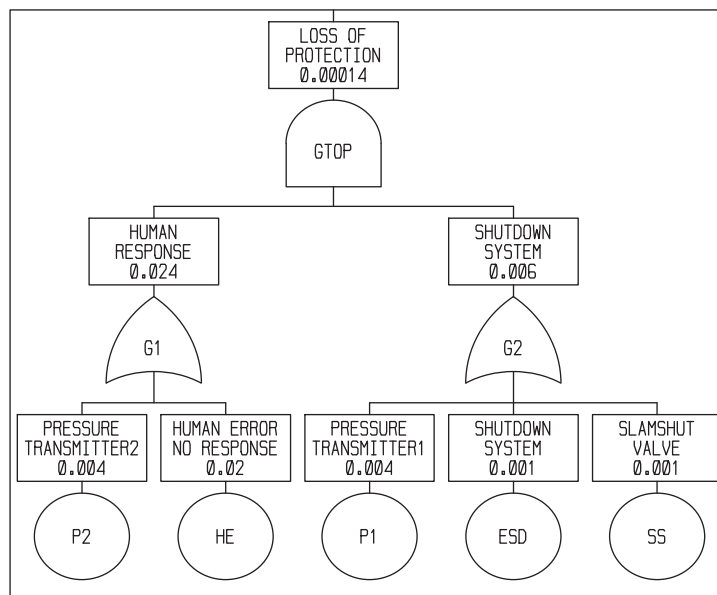 LOSS OF
PROTECTION
0.00014
GTOP
HUMAN
RESPONSE
0.024
SHUTDOWN
SYSTEM
0.006
G1
G2
PRESSURE
TRANSMITTER2
0.004
HUMAN ERROR
NO RESPONSE
0.02
PRESSURE
TRANSMITTER1
0.004
SHUTDOWN
SYSTEM
0.001
SLAMSHUT
VALVE
0.001
P2
HE
P1
ESD
SS